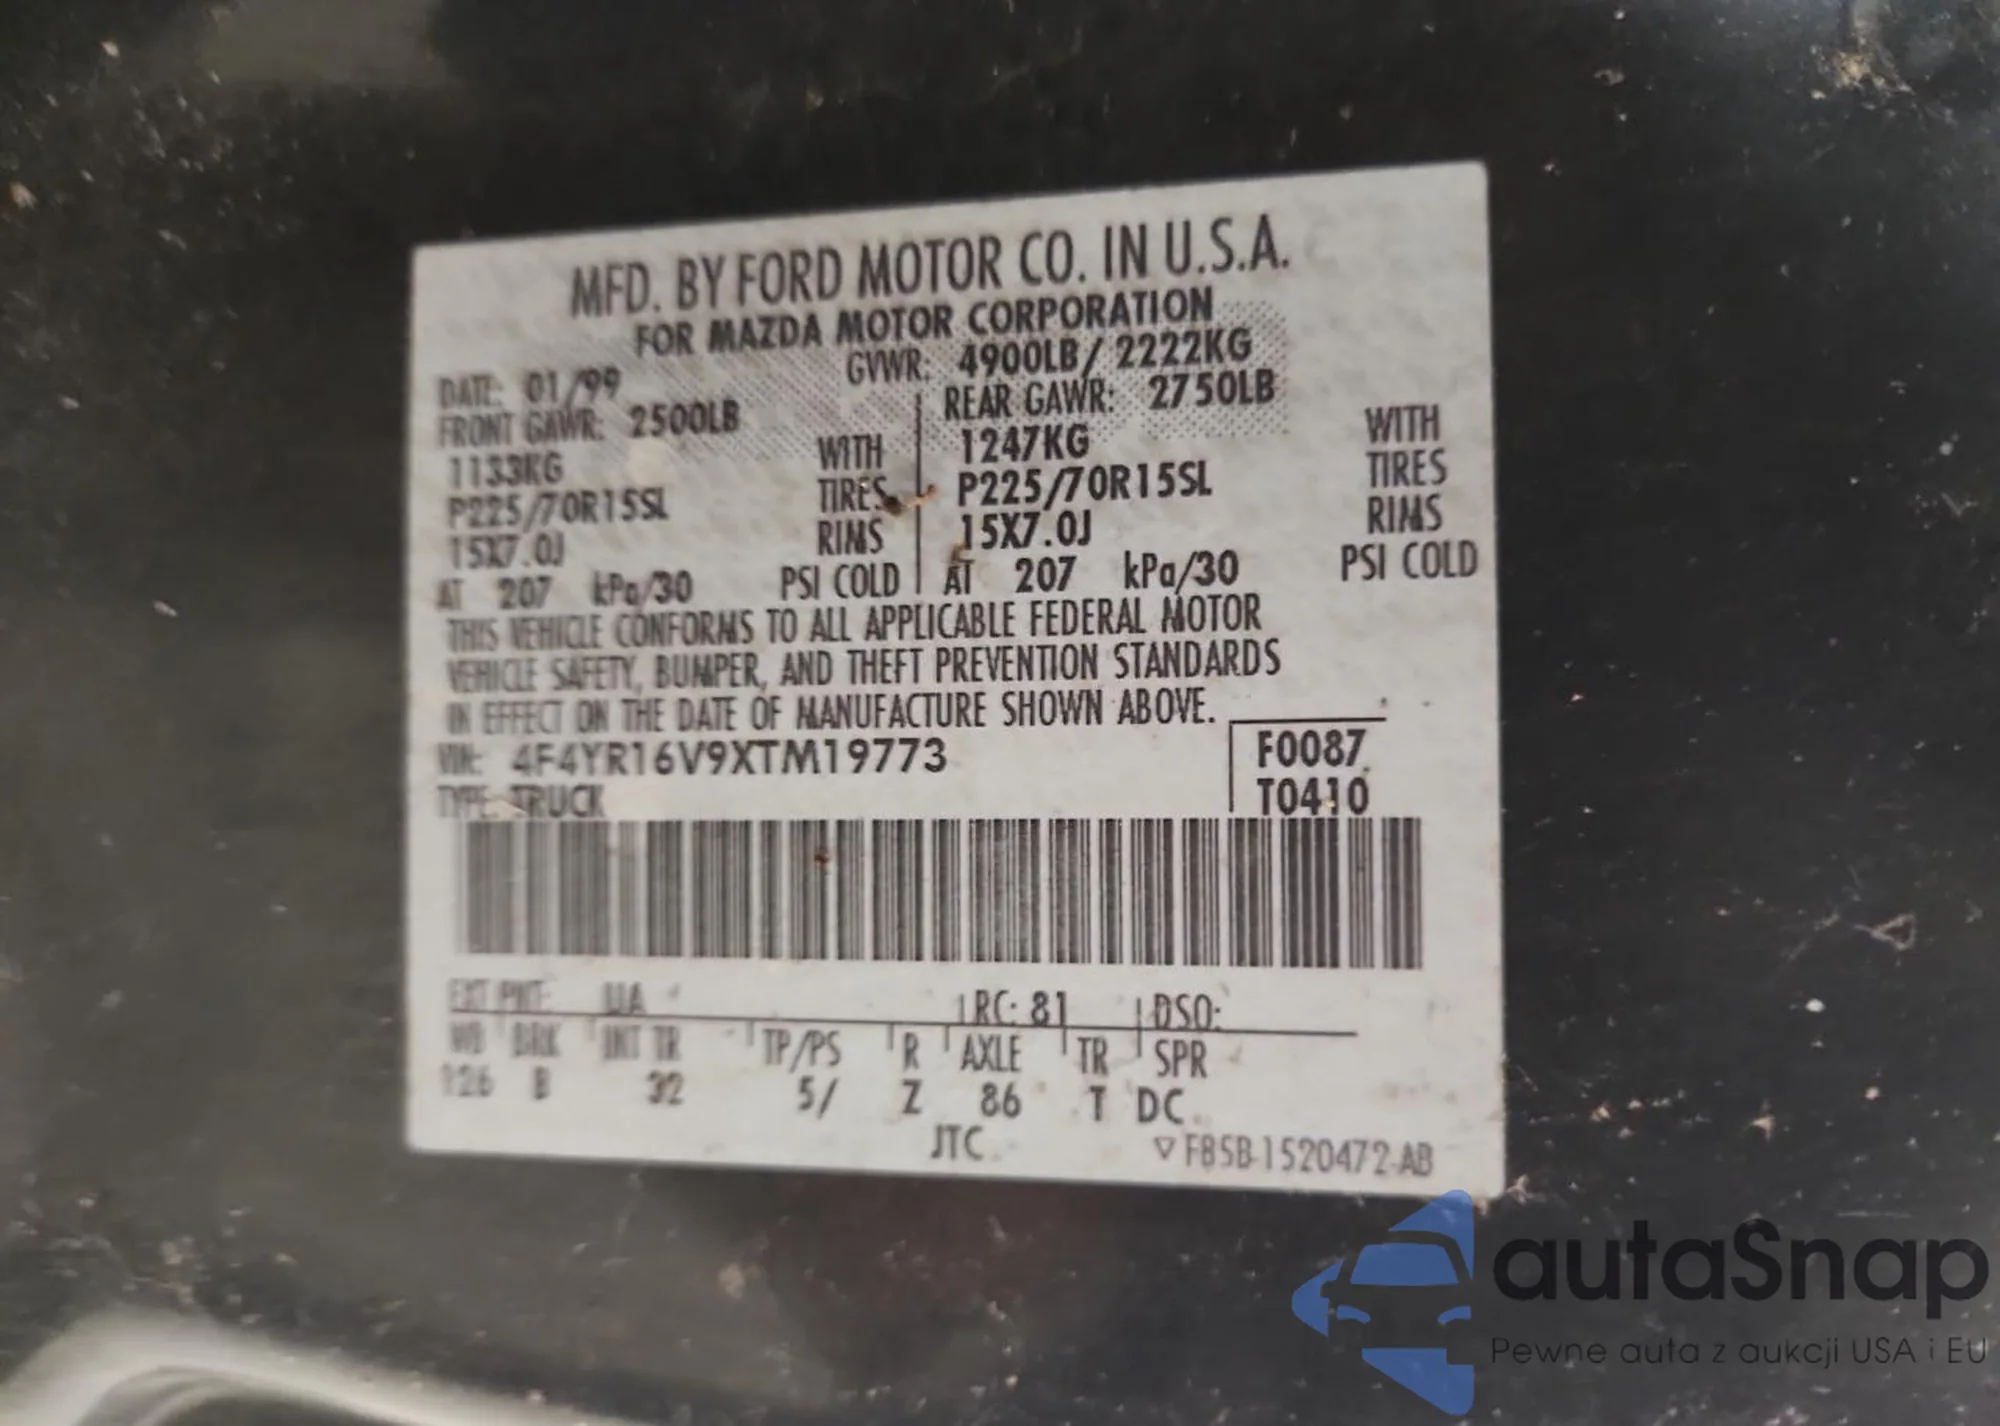 MFD. BY FORD MOTOR CO. IN U.S.A.
FOR MAZDA MOTOR CORPORATION
DATE: 01/99 GVWR: 4900LB/ 2222KG
FRONT GAWR: 2500LB REAR GAWR: 2750LB
1133KG WITH 1247KG WITH
P225/70R15SL TIRES P225/70R15SL TIRES
15X7.0J RIMS 15X7.0J RIMS
AT 207 kPa/30 PSI COLD AT 207 kPa/30 PSI COLD
THIS VEHICLE CONFORMS TO ALL APPLICABLE FEDERAL MOTOR
VEHICLE SAFETY, BUMPER, AND THEFT PREVENTION STANDARDS
IN EFFECT ON THE DATE OF MANUFACTURE SHOWN ABOVE.
VIN: 4F4YR16V9XTM19773 F0087
TYPE: TRUCK T0410
EXT PNT: UA RC: 81 DSO:
WB BRK INT TR TP/PS R AXLE TR SPR
126 B 32 5/ Z 86 T DC
JTC ▽ F85B-1520472-AB
autaSnap
Pewne auta z aukcji USA i EU